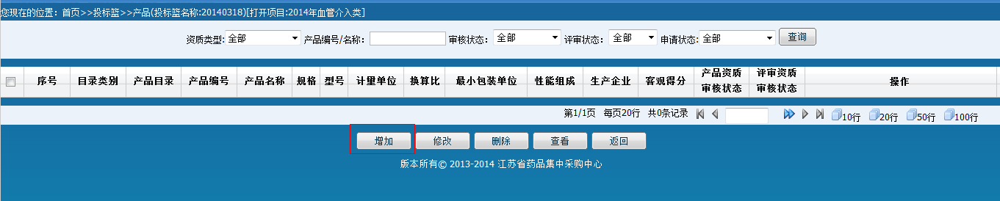 您现在的位置：首页>>投标篮>>产品(投标篮名称:20140318)[打开项目:2014年血管介入类]
资质类型: 全部 产品编号/名称： 审核状态： 全部 评审状态： 全部 申请状态: 全部 查询
序号 目录类别 产品目录 产品编号 产品名称 规格 型号 计量单位 换算比 最小包装单位 性能组成 生产企业 客观得分 产品资质审核状态 评审资质审核状态 操作
第1/1页 每页20行 共0条记录 10行 20行 50行 100行
增加 修改 删除 查看 返回
版本所有© 2013-2014 江苏省药品集中采购中心